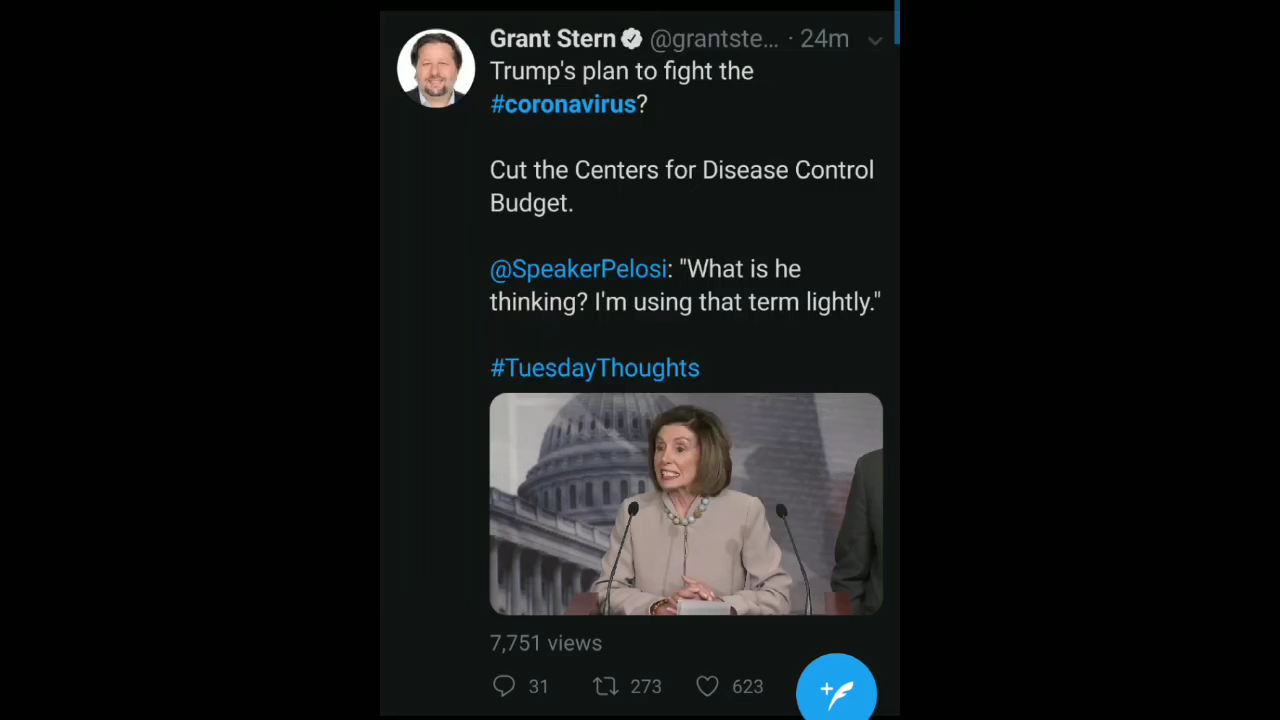 Grant Stern @grantste... · 24m
Trump's plan to fight the
#coronavirus?
Cut the Centers for Disease Control
Budget.
@SpeakerPelosi: "What is he
thinking? I'm using that term lightly."
#TuesdayThoughts
7,751 views
31 273 623